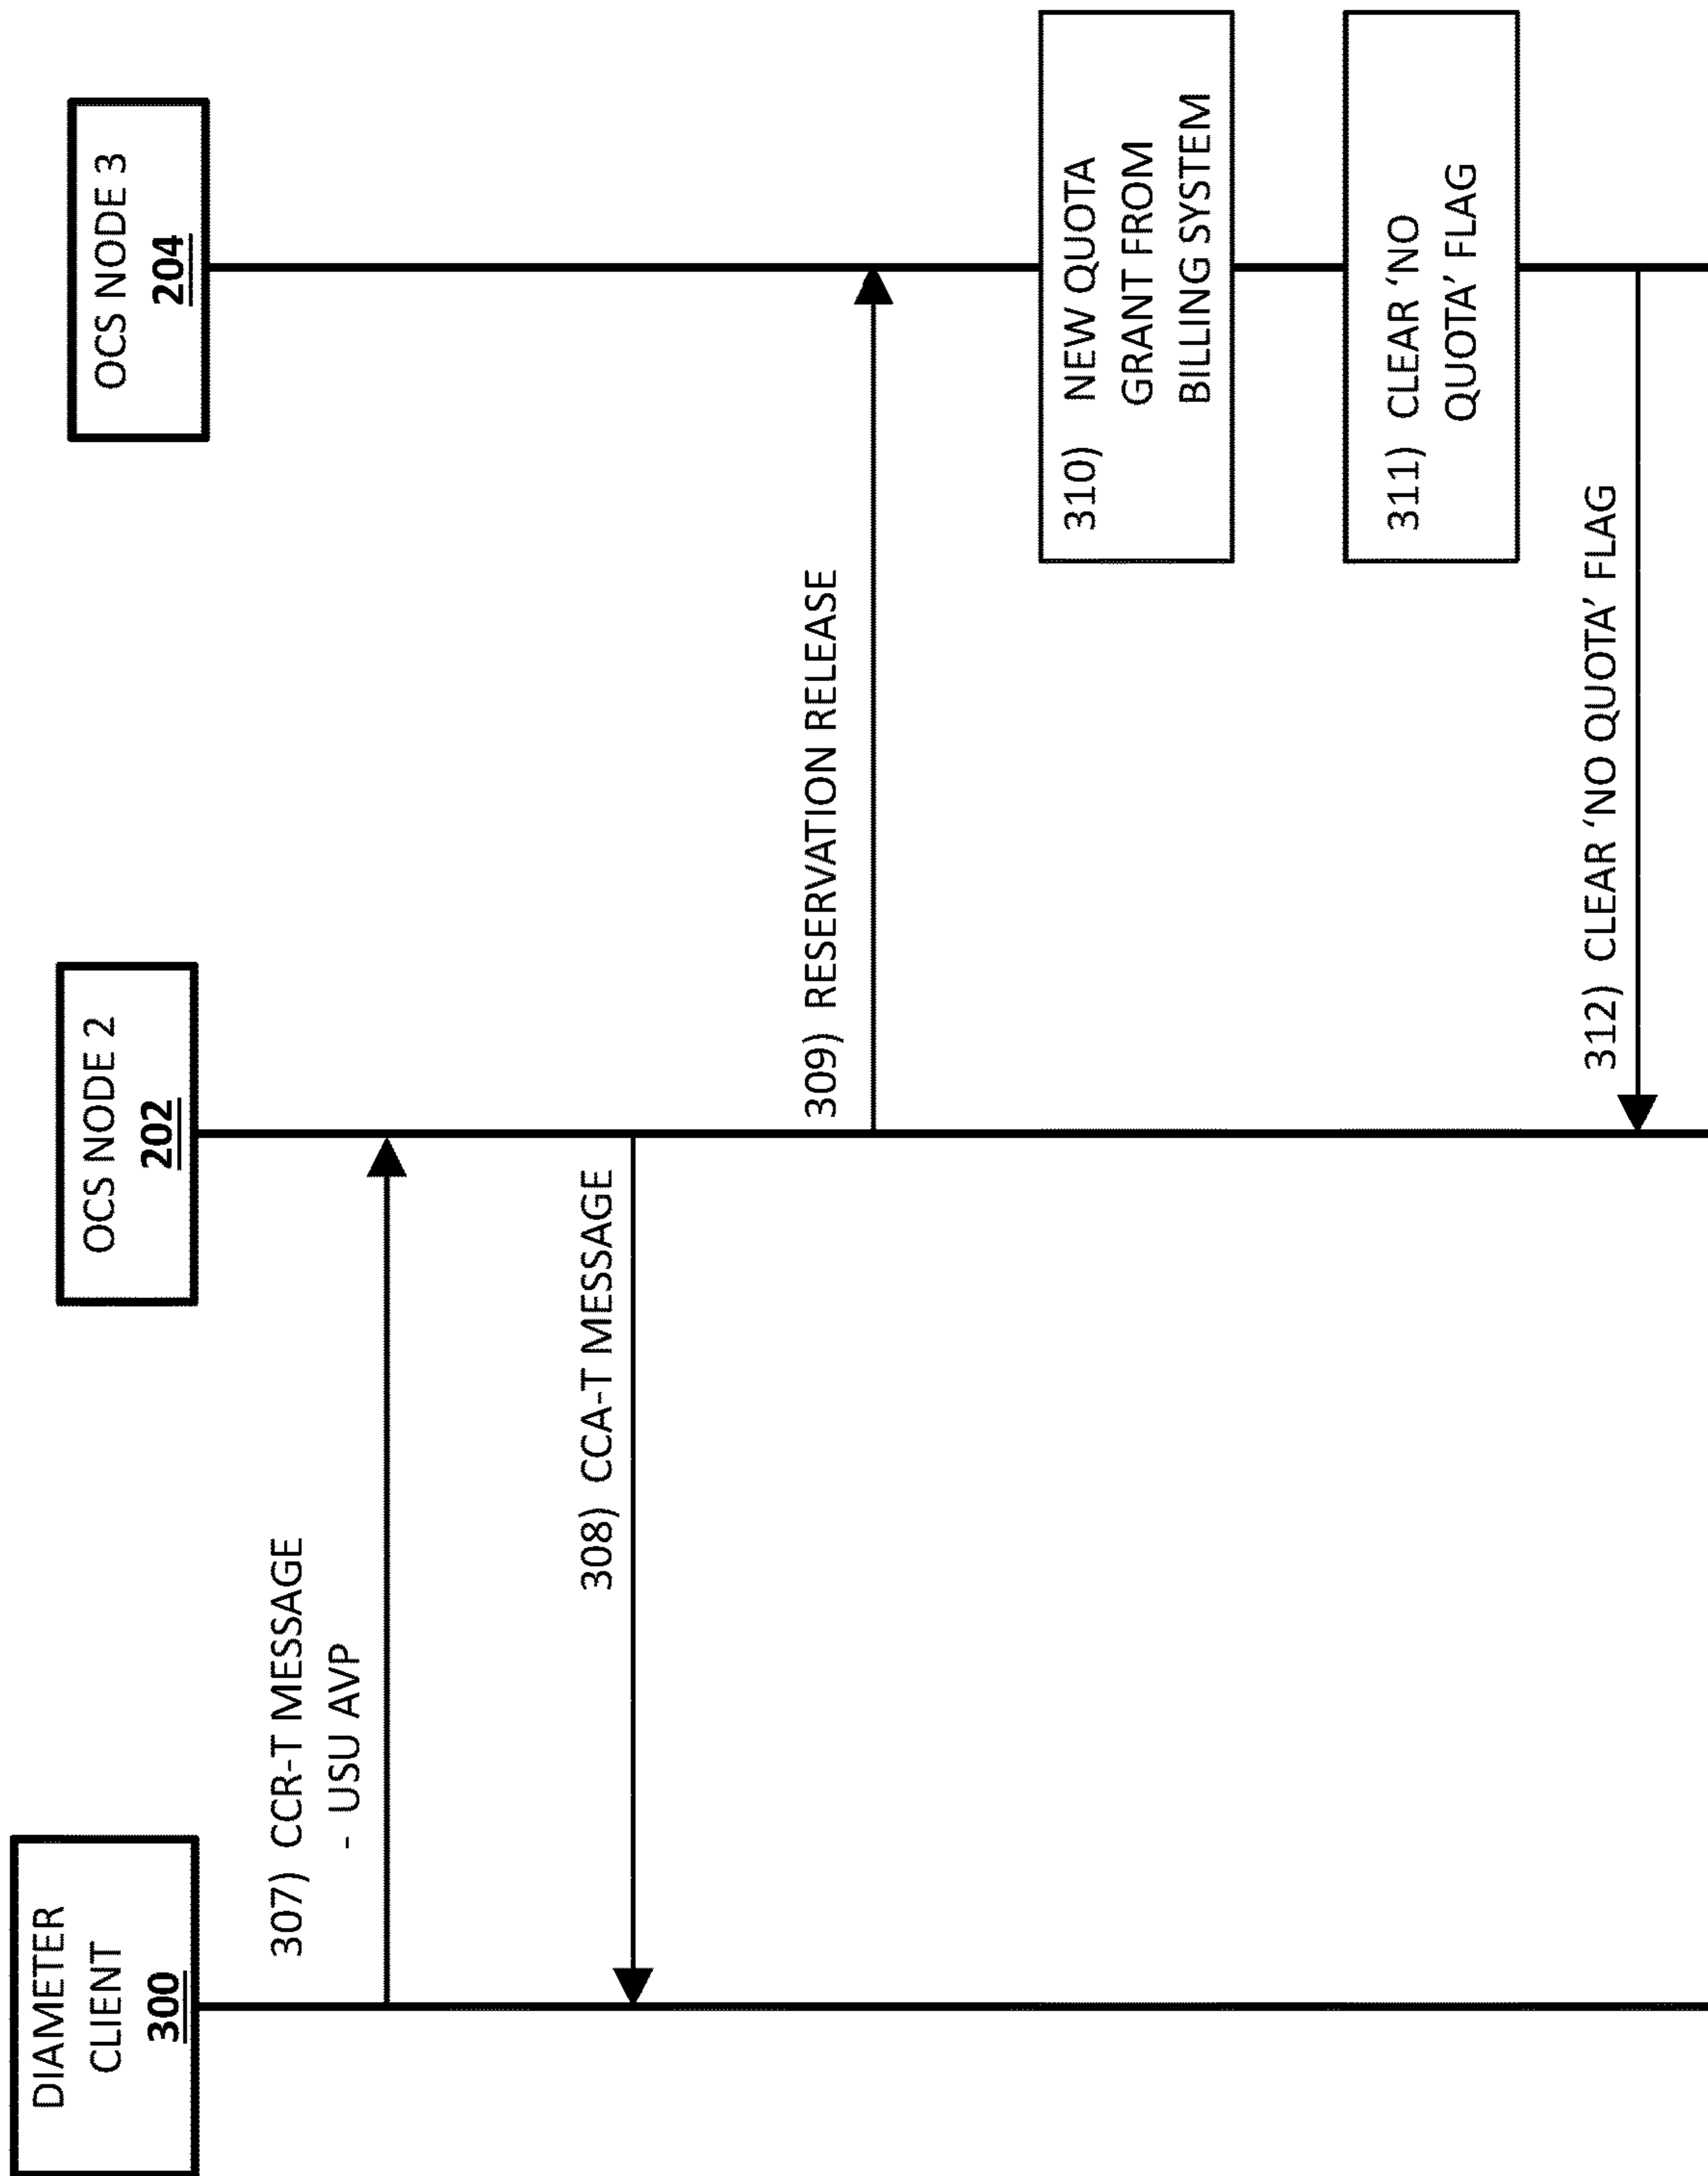 DIAMETER
CLIENT
300
OCS NODE 2
202
OCS NODE 3
204
307) CCR-T MESSAGE
- USU AVP
308) CCA-T MESSAGE
309) RESERVATION RELEASE
310) NEW QUOTA
GRANT FROM
BILLING SYSTEM
311) CLEAR ‘NO
QUOTA’ FLAG
312) CLEAR ‘NO QUOTA’ FLAG